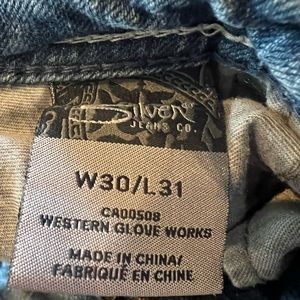 Silver
JEANS CO.
W30/L31
CA00508
WESTERN GLOVE WORKS
MADE IN CHINA/
FABRIQUÉ EN CHINE